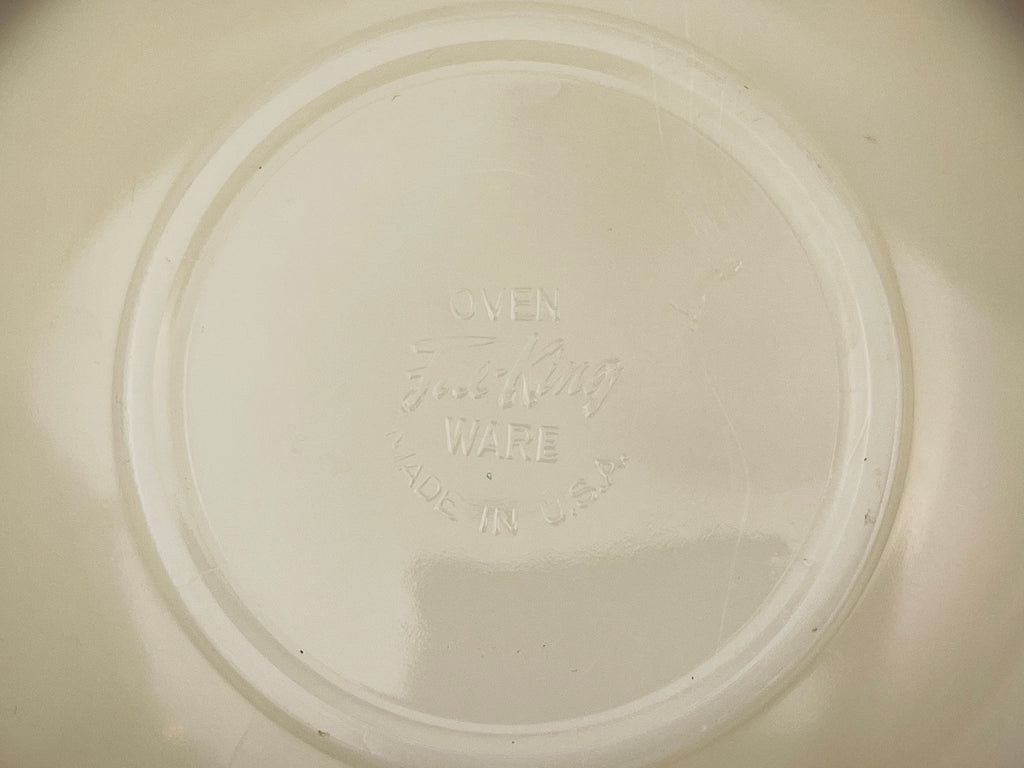 OVEN
Fire-King
WARE
MADE IN U.S.A.